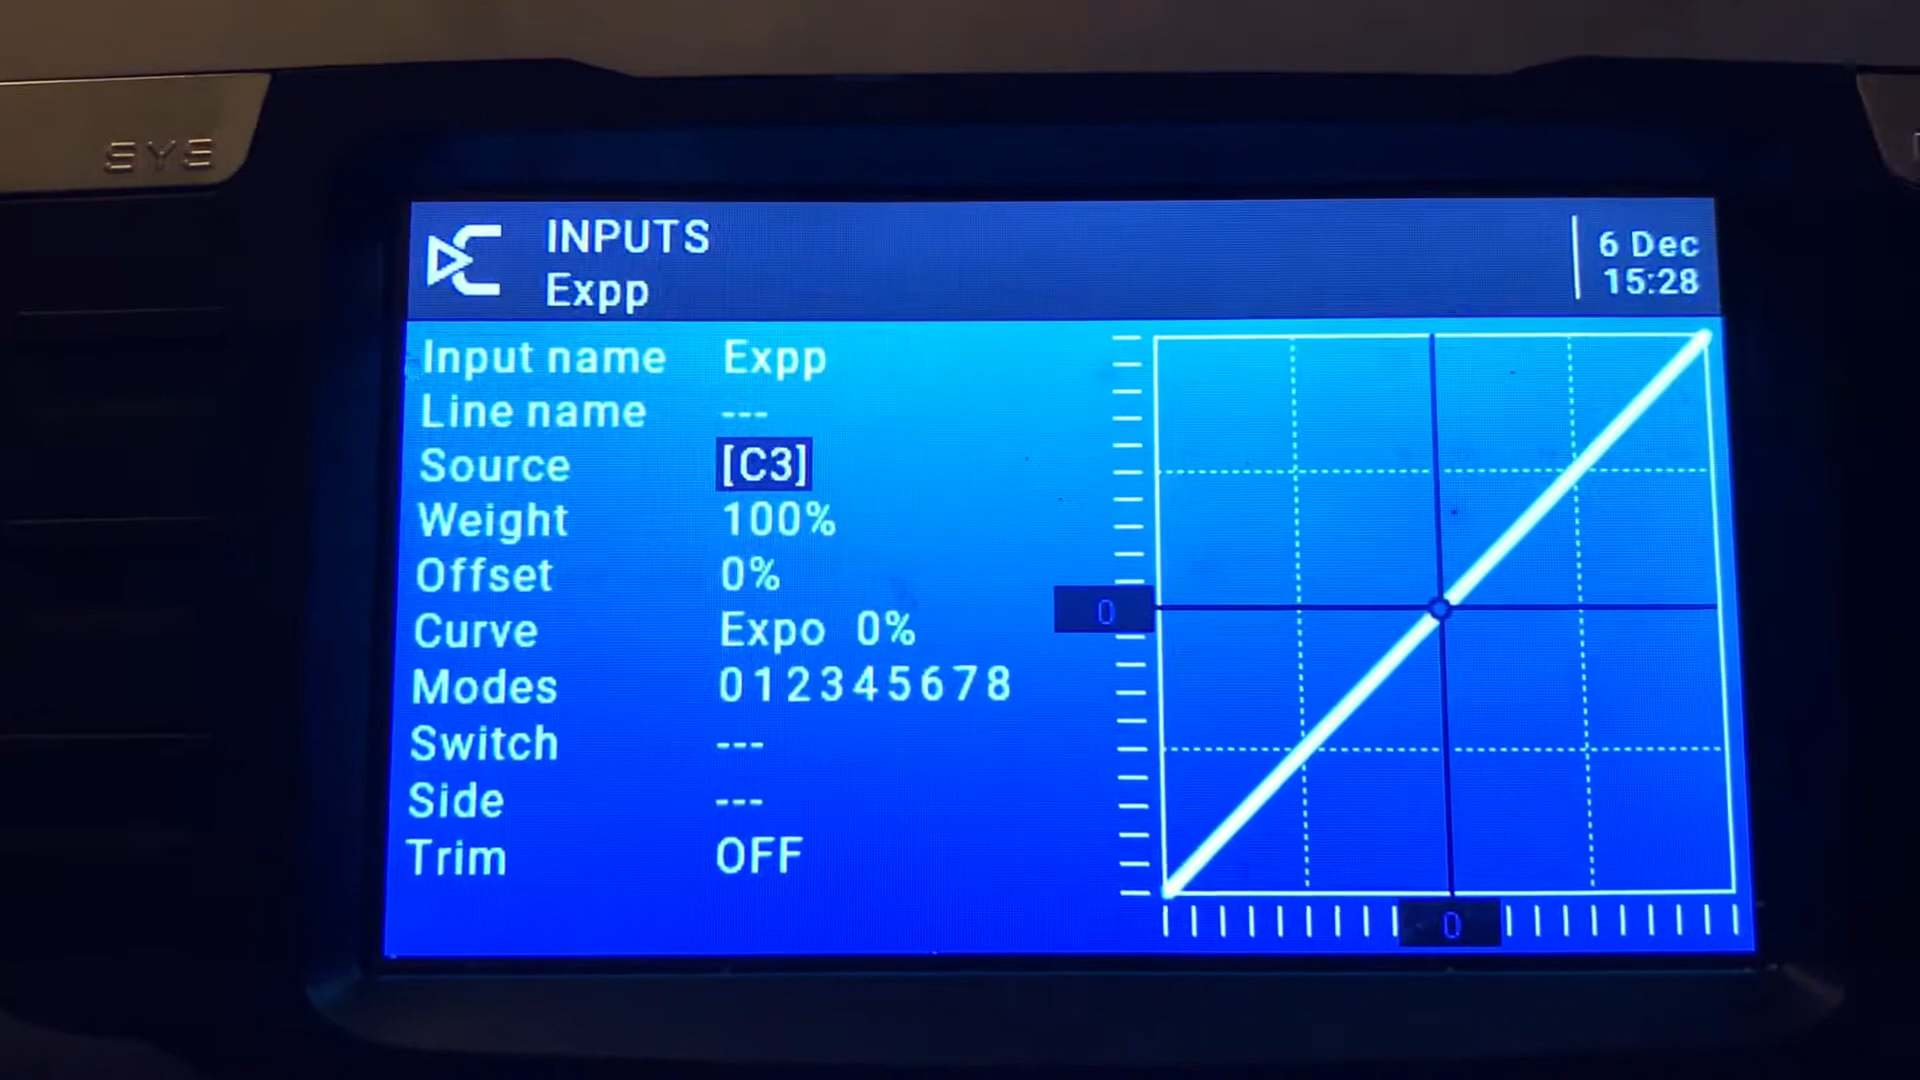 SYS
INPUTS
Expp
6 Dec
15:28
Input name Expp
Line name ---
Source [C3]
Weight 100%
Offset 0%
Curve Expo 0%
Modes 012345678
Switch ---
Side ---
Trim OFF
0
0